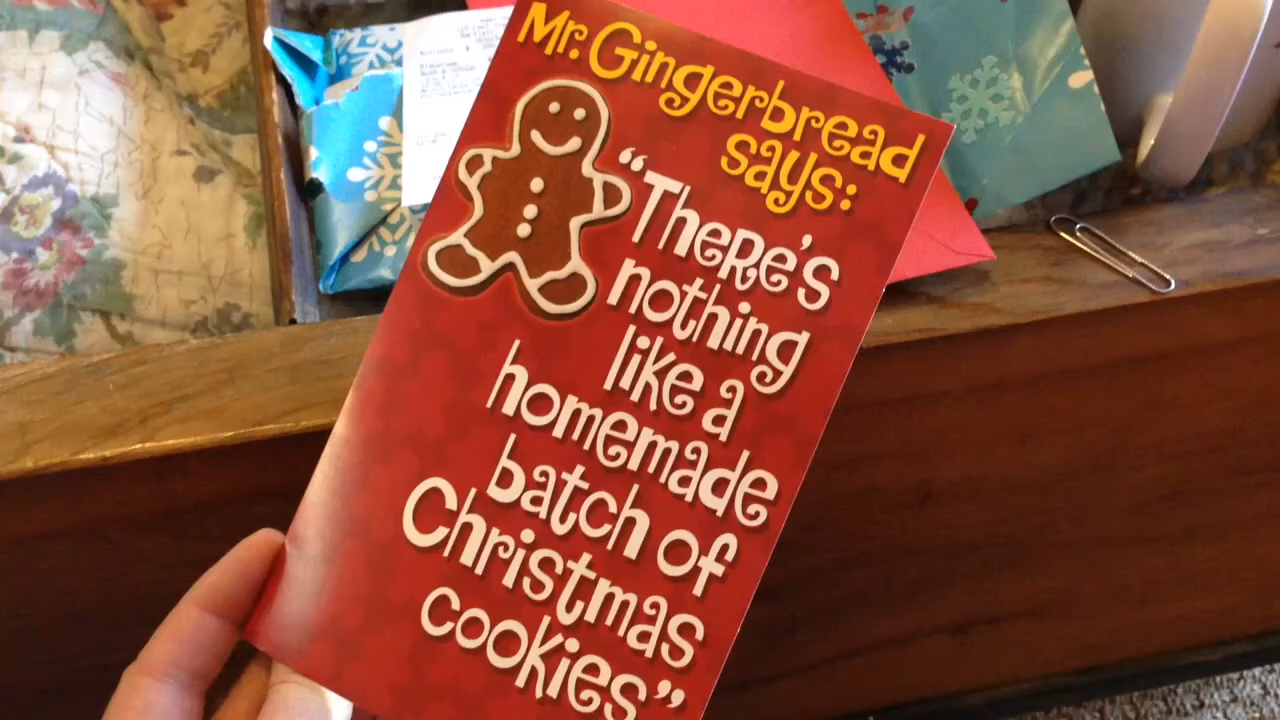 Mr. Gingerbread
says:
“There's
nothing
like a
homemade
batch of
Christmas
cookies”